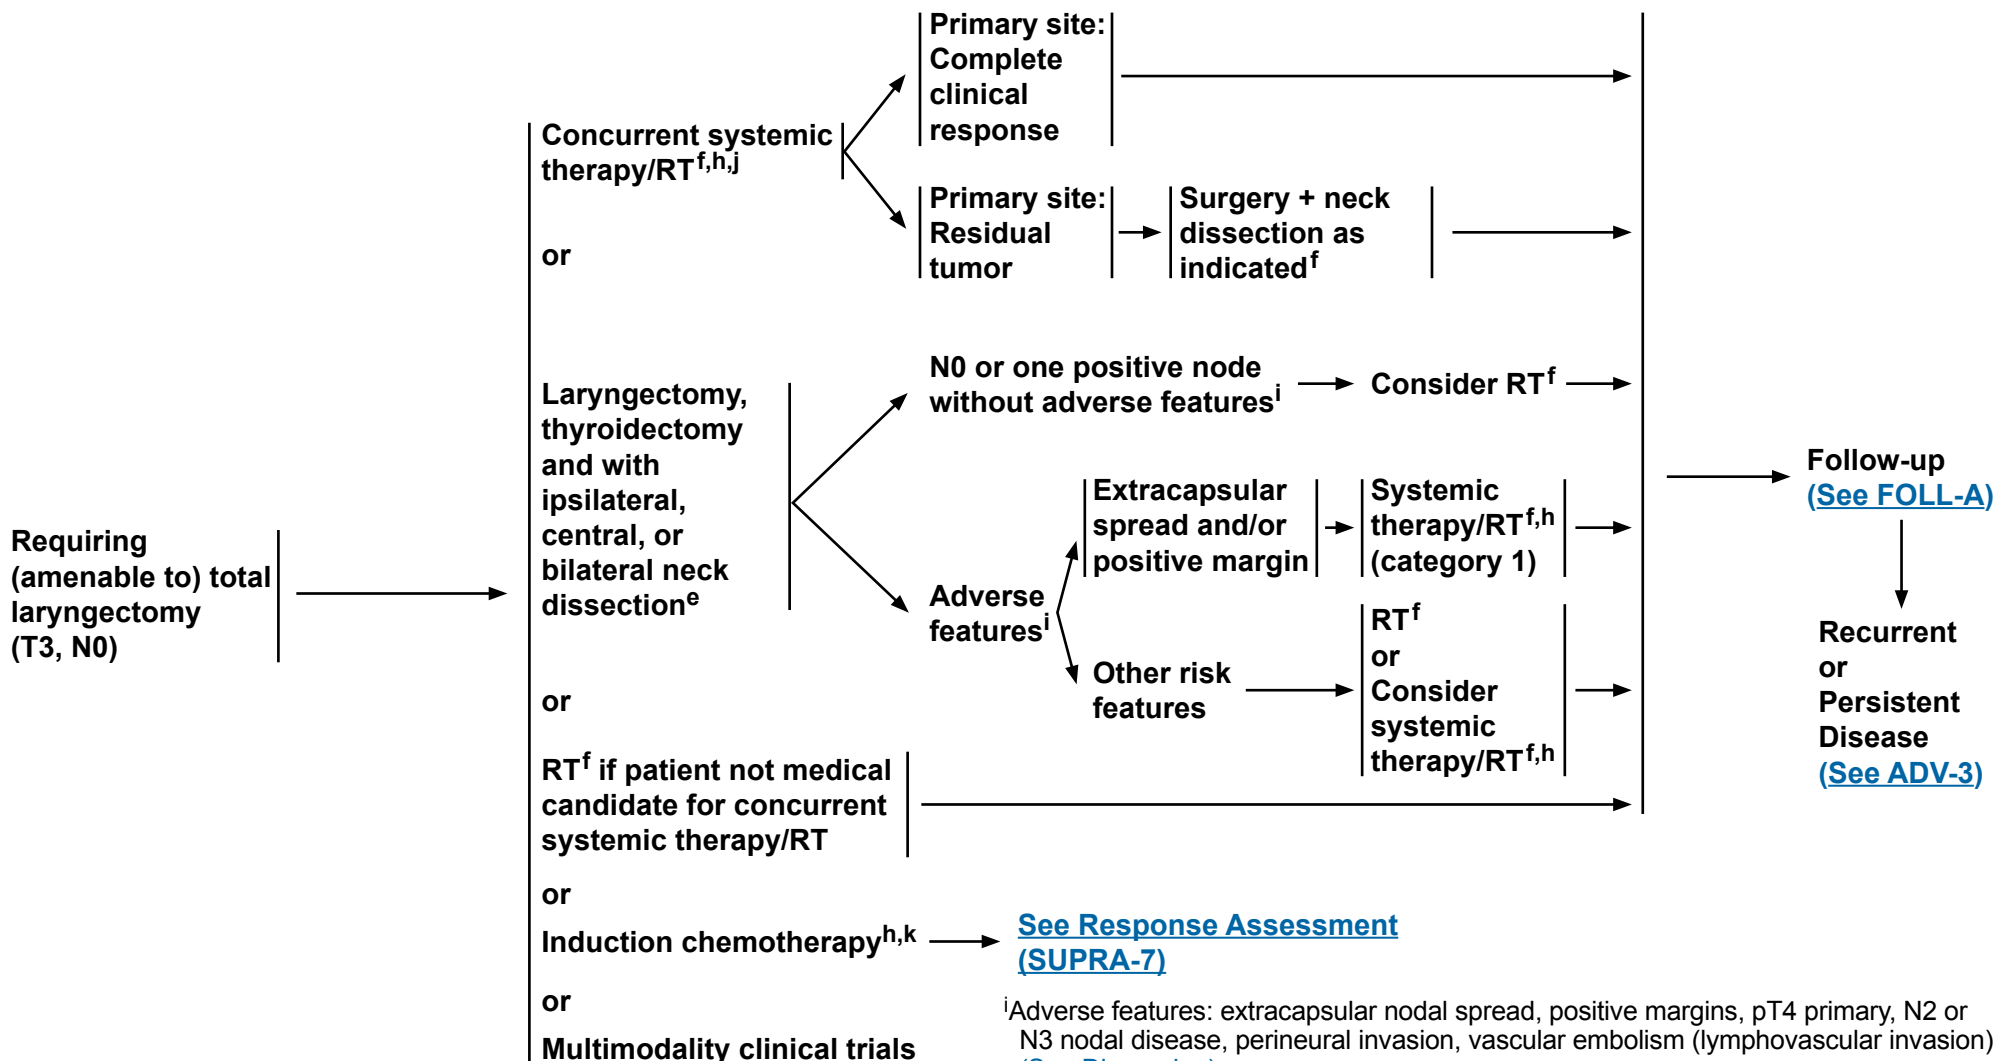 Requiring
(amenable to) total
laryngectomy
(T3, N0)
Concurrent systemic
therapy/RTf,h,j
or
Laryngectomy,
thyroidectomy
and with
ipsilateral,
central, or
bilateral neck
dissectione
or
RTf if patient not medical
candidate for concurrent
systemic therapy/RT
or
Induction chemotherapyh,k
or
Multimodality clinical trials
Primary site:
Complete
clinical
response
Primary site:
Residual
tumor
Surgery + neck
dissection as
indicatedf
N0 or one positive node
without adverse featuresi
Consider RTf
Adverse
featuresi
Extracapsular
spread and/or
positive margin
Systemic
therapy/RTf,h
(category 1)
Other risk
features
RTf
or
Consider
systemic
therapy/RTf,h
See Response Assessment
(SUPRA-7)
Follow-up
(See FOLL-A)
Recurrent
or
Persistent
Disease
(See ADV-3)
iAdverse features: extracapsular nodal spread, positive margins, pT4 primary, N2 or
N3 nodal disease, perineural invasion, vascular embolism (lymphovascular invasion)